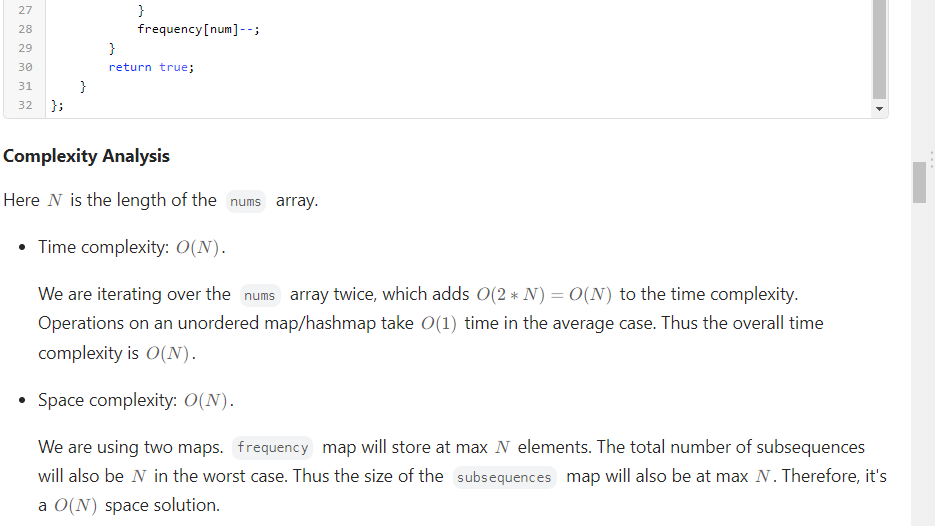 27 }
28 frequency[num]--;
29 }
30 return true;
31 }
32 };
Complexity Analysis
Here N is the length of the nums array.
• Time complexity: O(N).
We are iterating over the nums array twice, which adds O(2 ∗ N) = O(N) to the time complexity.
Operations on an unordered map/hashmap take O(1) time in the average case. Thus the overall time
complexity is O(N).
• Space complexity: O(N).
We are using two maps. frequency map will store at max N elements. The total number of subsequences
will also be N in the worst case. Thus the size of the subsequences map will also be at max N. Therefore, it's
a O(N) space solution.